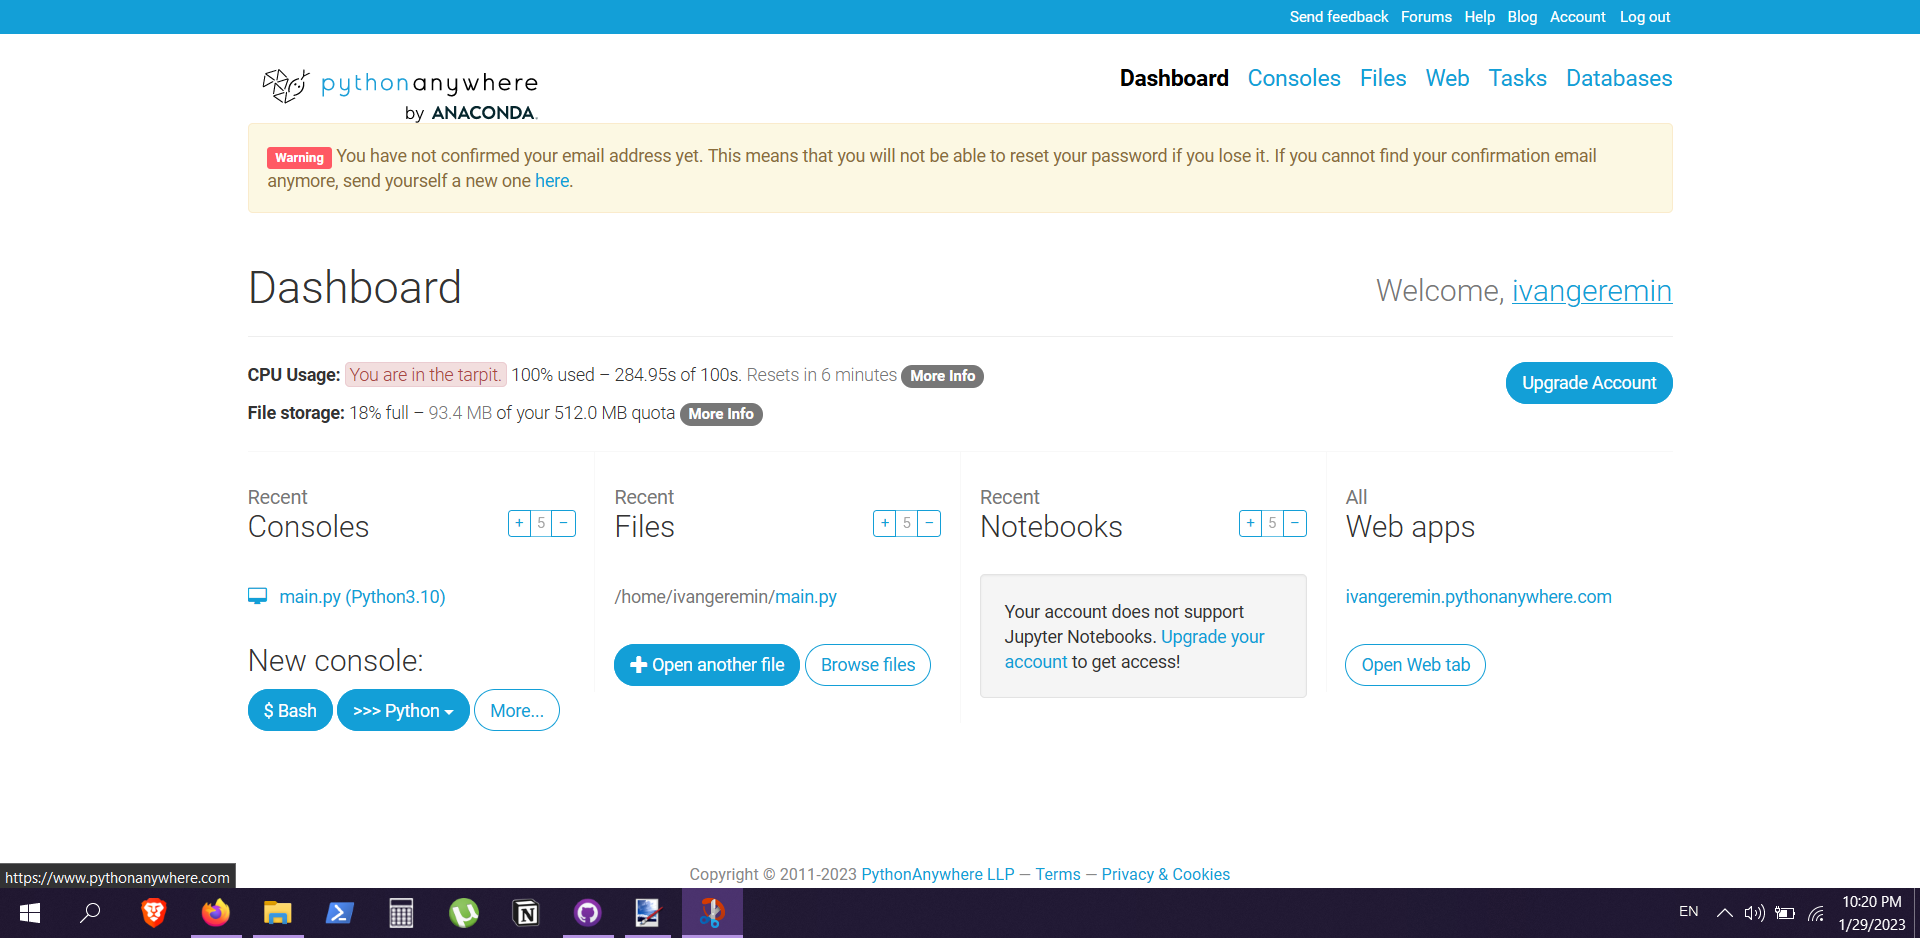 Send feedback Forums Help Blog Account Log out
pythonanywhere
by ANACONDA.
Dashboard Consoles Files Web Tasks Databases
Warning You have not confirmed your email address yet. This means that you will not be able to reset your password if you lose it. If you cannot find your confirmation email
anymore, send yourself a new one here.
Dashboard
Welcome, ivangeremin
CPU Usage: You are in the tarpit. 100% used – 284.95s of 100s. Resets in 6 minutes More Info
Upgrade Account
File storage: 18% full – 93.4 MB of your 512.0 MB quota More Info
Recent
Consoles
+ 5 −
main.py (Python3.10)
New console:
$ Bash >>> Python More...
Recent
Files
+ 5 −
/home/ivangeremin/main.py
Open another file Browse files
Recent
Notebooks
+ 5 −
Your account does not support
Jupyter Notebooks. Upgrade your
account to get access!
All
Web apps
ivangeremin.pythonanywhere.com
Open Web tab
Copyright © 2011-2023 PythonAnywhere LLP — Terms — Privacy & Cookies
https://www.pythonanywhere.com
N
EN
10:20 PM
1/29/2023